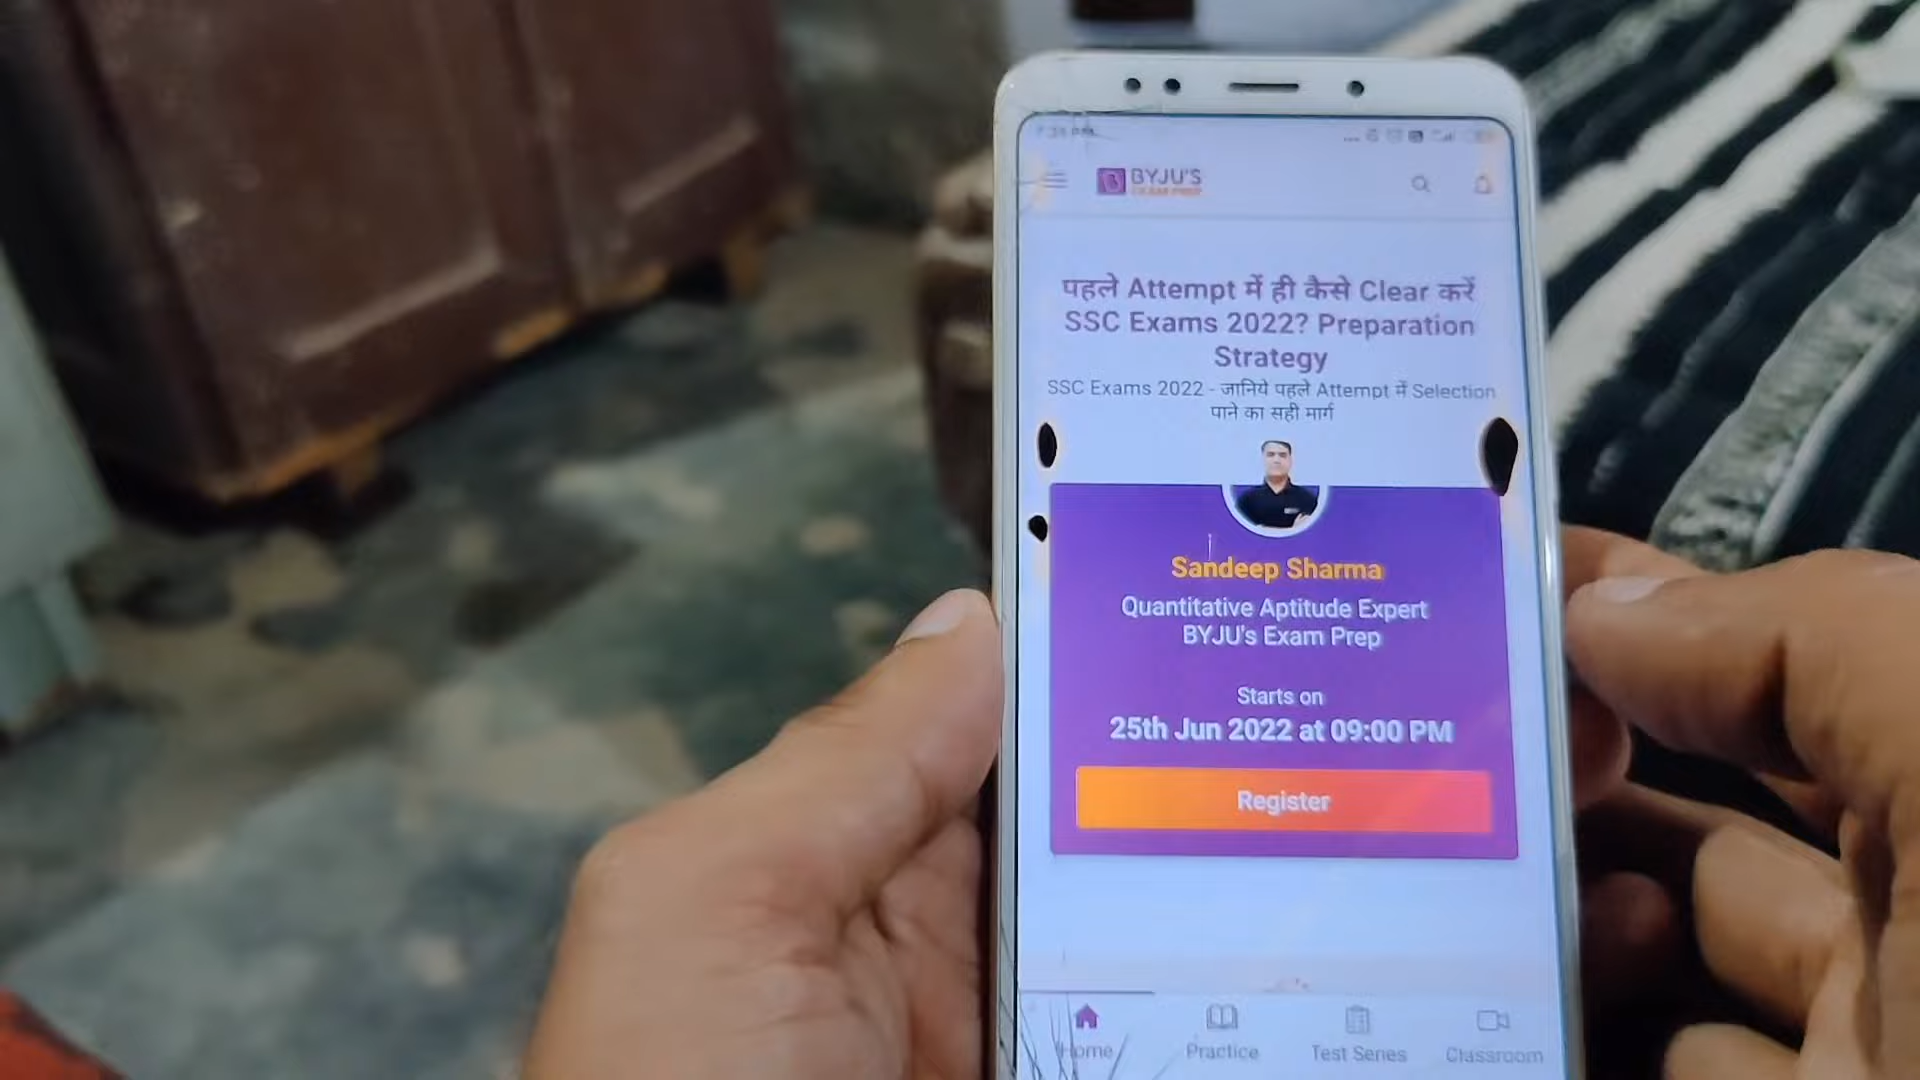 BYJU'S
EXAM PREP
पहले Attempt में ही कैसे Clear करें
SSC Exams 2022? Preparation
Strategy
SSC Exams 2022 - जानिये पहले Attempt में Selection
पाने का सही मार्ग
Sandeep Sharma
Quantitative Aptitude Expert
BYJU's Exam Prep
Starts on
25th Jun 2022 at 09:00 PM
Register
Home
Practice
Test Series
Classroom